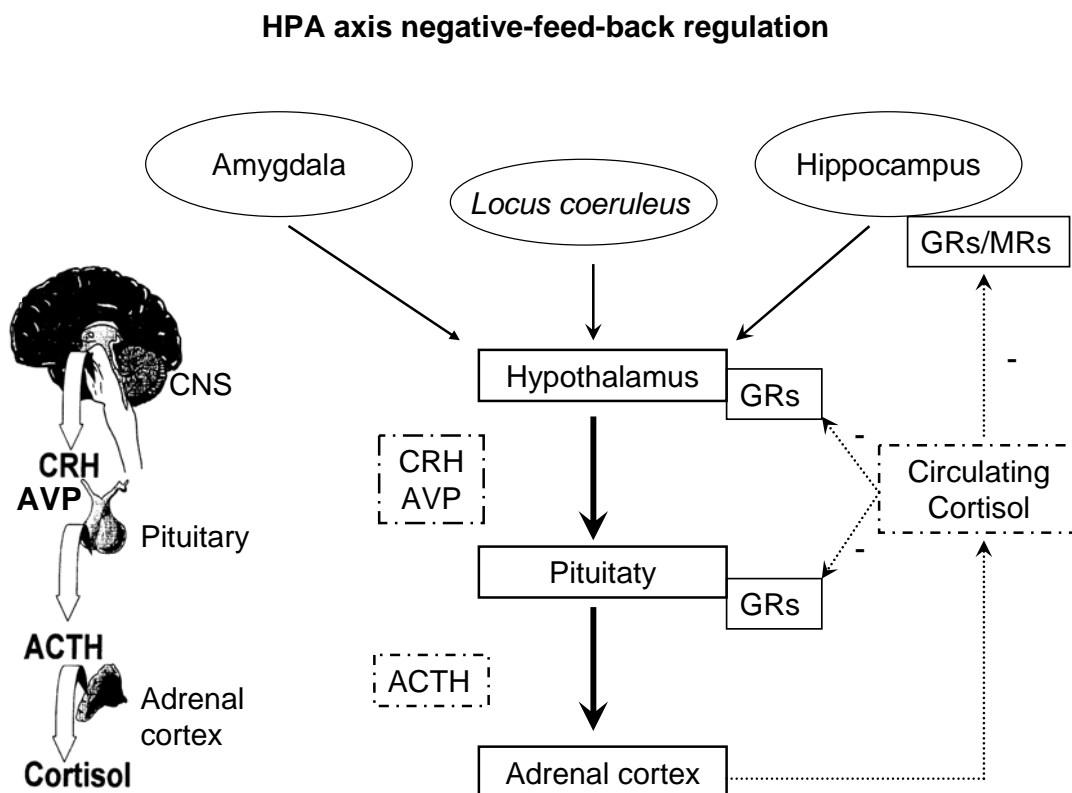 HPA axis negative-feed-back regulation
Amygdala
Locus coeruleus
Hippocampus
GRs/MRs
-
Hypothalamus
GRs
-
CNS
CRH
AVP
CRH
AVP
Circulating
Cortisol
Pituitary
-
Pituitaty
GRs
ACTH
ACTH
Adrenal
cortex
Cortisol
Adrenal cortex